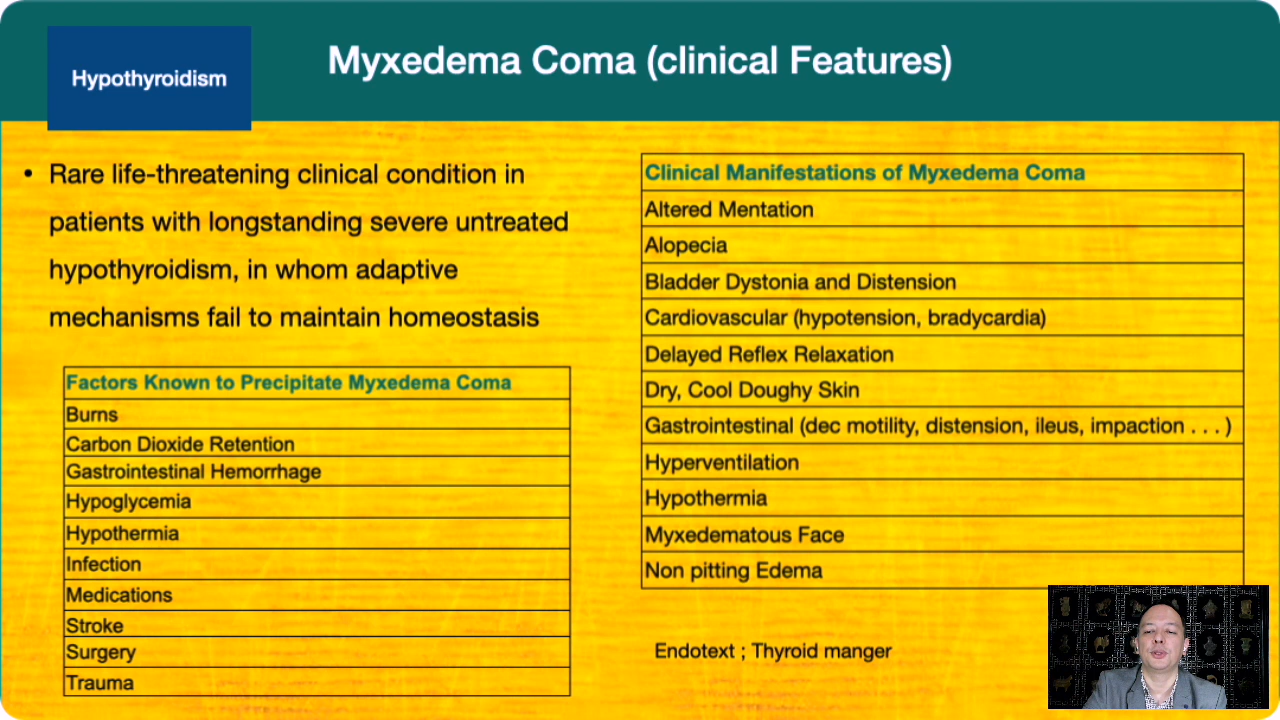 Hypothyroidism
Myxedema Coma (clinical Features)
• Rare life-threatening clinical condition in
patients with longstanding severe untreated
hypothyroidism, in whom adaptive
mechanisms fail to maintain homeostasis
Factors Known to Precipitate Myxedema Coma
Burns
Carbon Dioxide Retention
Gastrointestinal Hemorrhage
Hypoglycemia
Hypothermia
Infection
Medications
Stroke
Surgery
Trauma
Clinical Manifestations of Myxedema Coma
Altered Mentation
Alopecia
Bladder Dystonia and Distension
Cardiovascular (hypotension, bradycardia)
Delayed Reflex Relaxation
Dry, Cool Doughy Skin
Gastrointestinal (dec motility, distension, ileus, impaction . . . )
Hyperventilation
Hypothermia
Myxedematous Face
Non pitting Edema
Endotext ; Thyroid manger